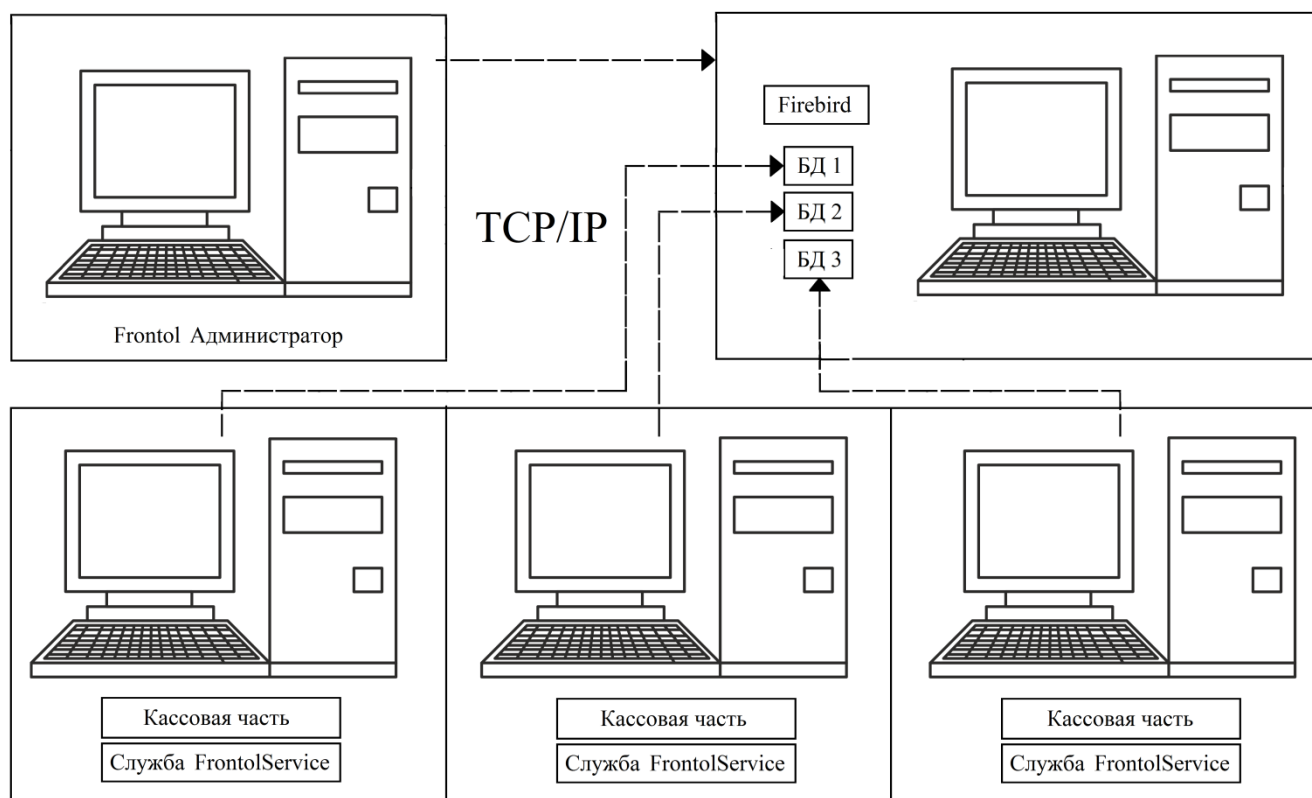 Firebird
БД 1
БД 2
БД 3
TCP/IP
Frontol Администратор
Кассовая часть
Служба FrontolService
Кассовая часть
Служба FrontolService
Кассовая часть
Служба FrontolService